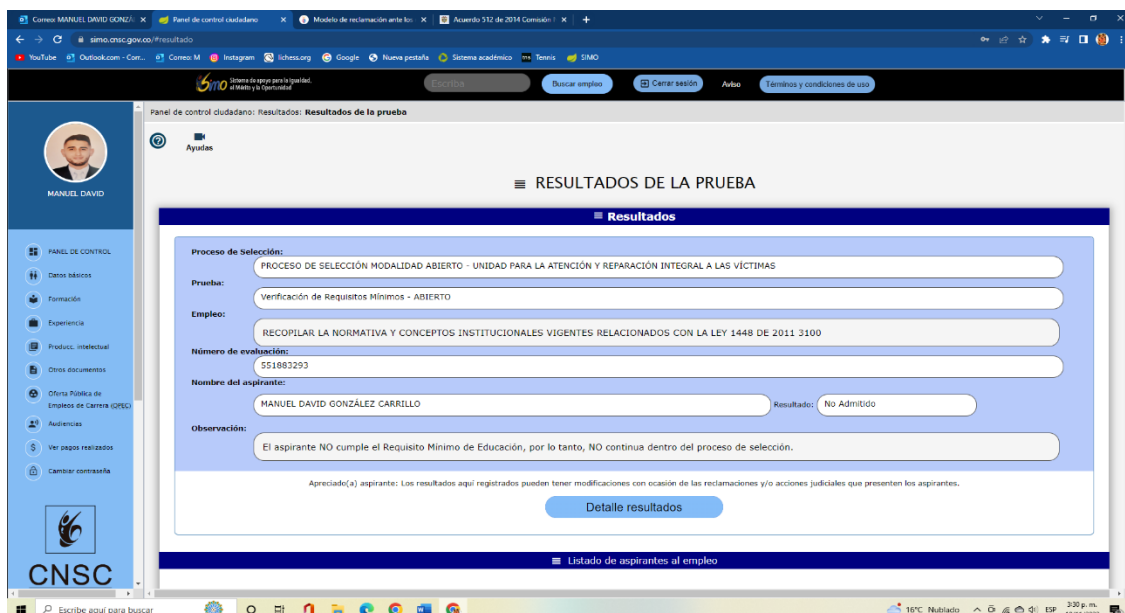 Correo: MANUEL DAVID GONZÁ
Panel de control ciudadano
Modelo de reclamación ante los
Acuerdo 512 de 2014 Comisión
simo.cnsc.gov.co/#resultado
YouTube
Outlook.com - Corr...
Correo: M
Instagram
lichess.org
Google
Nueva pestaña
Sistema académico
Tennis
SIMO
Simo
Sistema de apoyo para la Igualdad,
el Mérito y la Oportunidad
Escriba
Buscar empleo
Cerrar sesión
Aviso
Términos y condiciones de uso
Panel de control ciudadano: Resultados: Resultados de la prueba
Ayudas
MANUEL DAVID
RESULTADOS DE LA PRUEBA
Resultados
PANEL DE CONTROL
Datos básicos
Formación
Experiencia
Producc. intelectual
Otros documentos
Oferta Pública de
Empleos de Carrera (OPEC)
Audiencias
Ver pagos realizados
Cambiar contraseña
CNSC
Proceso de Selección:
PROCESO DE SELECCIÓN MODALIDAD ABIERTO - UNIDAD PARA LA ATENCIÓN Y REPARACIÓN INTEGRAL A LAS VÍCTIMAS
Prueba:
Verificación de Requisitos Mínimos - ABIERTO
Empleo:
RECOPILAR LA NORMATIVA Y CONCEPTOS INSTITUCIONALES VIGENTES RELACIONADOS CON LA LEY 1448 DE 2011 3100
Número de evaluación:
551883293
Nombre del aspirante:
MANUEL DAVID GONZÁLEZ CARRILLO
Resultado: No Admitido
Observación:
El aspirante NO cumple el Requisito Mínimo de Educación, por lo tanto, NO continua dentro del proceso de selección.
Apreciado(a) aspirante: Los resultados aquí registrados pueden tener modificaciones con ocasión de las reclamaciones y/o acciones judiciales que presenten los aspirantes.
Detalle resultados
Listado de aspirantes al empleo
Escribe aquí para buscar
16°C Nublado
ESP
3:30 p. m.